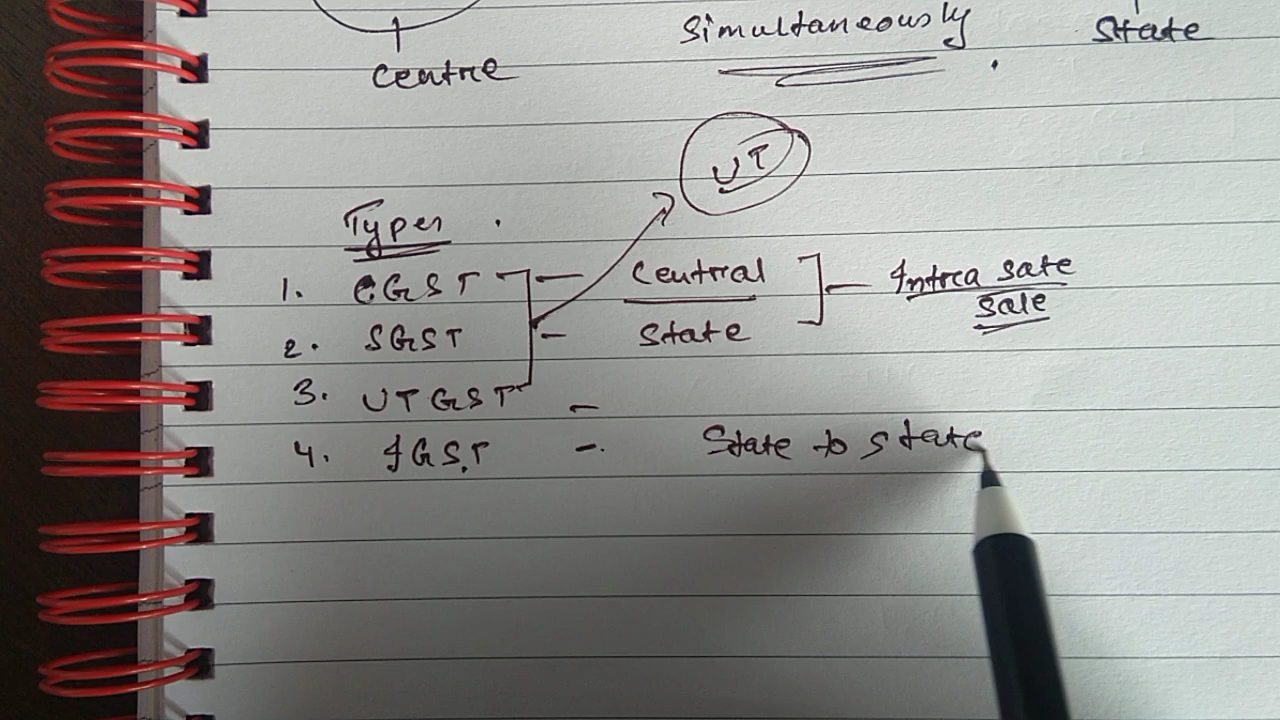 Simultaneously .
State
Centre
UT
Types .
1. CGST — Central
2. SGST – State
Intra sate
sale
3. UTGST –
4. IGST – State to state